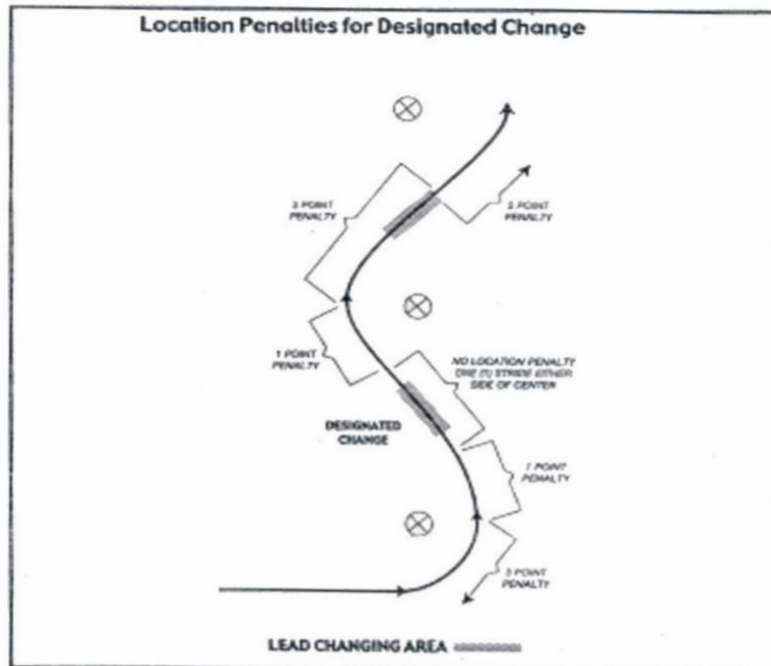 Location Penalties for Designated Change
3 POINT
PENALTY
5 POINT
PENALTY
1 POINT
PENALTY
NO LOCATION PENALTY
ONE (1) STRIDE EITHER
SIDE OF CENTER
DESIGNATED
CHANGE
1 POINT
PENALTY
3 POINT
PENALTY
LEAD CHANGING AREA